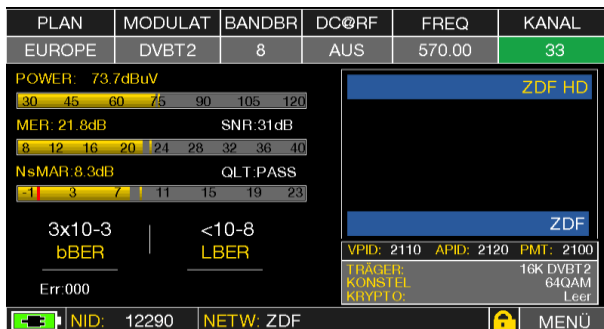 PLAN MODULAT BANDBR DC@RF FREQ KANAL
EUROPE DVBT2 8 AUS 570.00 33
POWER: 73.7dBuV
30 45 60 75 90 105 120
MER: 21.8dB SNR:31dB
8 12 16 20 24 28 32 36 40
NsMAR:8.3dB QLT:PASS
-1 3 7 11 15 19 23
3x10-3 <10-8
bBER LBER
Err:000
ZDF HD
ZDF
VPID: 2110 APID: 2120 PMT: 2100
TRÄGER: 16K DVBT2
KONSTEL 64QAM
KRYPTO: Leer
NID: 12290 NETW: ZDF MENÜ